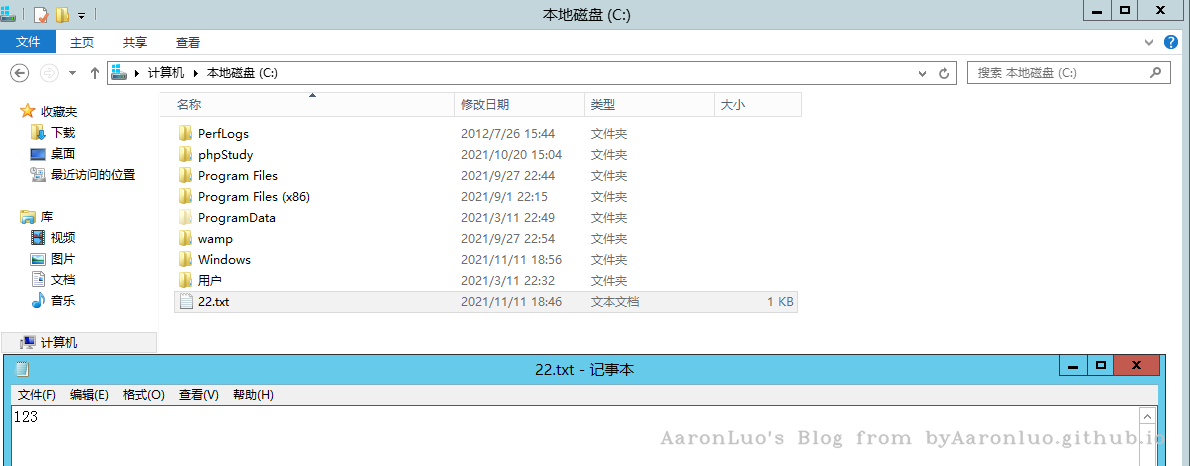 本地磁盘 (C:)
文件 主页 共享 查看
计算机 本地磁盘 (C:) 搜索 本地磁盘 (C:)
收藏夹
下载
桌面
最近访问的位置
库
视频
图片
文档
音乐
计算机
名称 修改日期 类型 大小
PerfLogs 2012/7/26 15:44 文件夹
phpStudy 2021/10/20 15:04 文件夹
Program Files 2021/9/27 22:44 文件夹
Program Files (x86) 2021/9/1 22:15 文件夹
ProgramData 2021/3/11 22:49 文件夹
wamp 2021/9/27 22:54 文件夹
Windows 2021/11/11 18:56 文件夹
用户 2021/3/11 22:32 文件夹
22.txt 2021/11/11 18:46 文本文档 1 KB
22.txt - 记事本
文件(F) 编辑(E) 格式(O) 查看(V) 帮助(H)
123
AaronLuo's Blog from byAaronluo.github.io